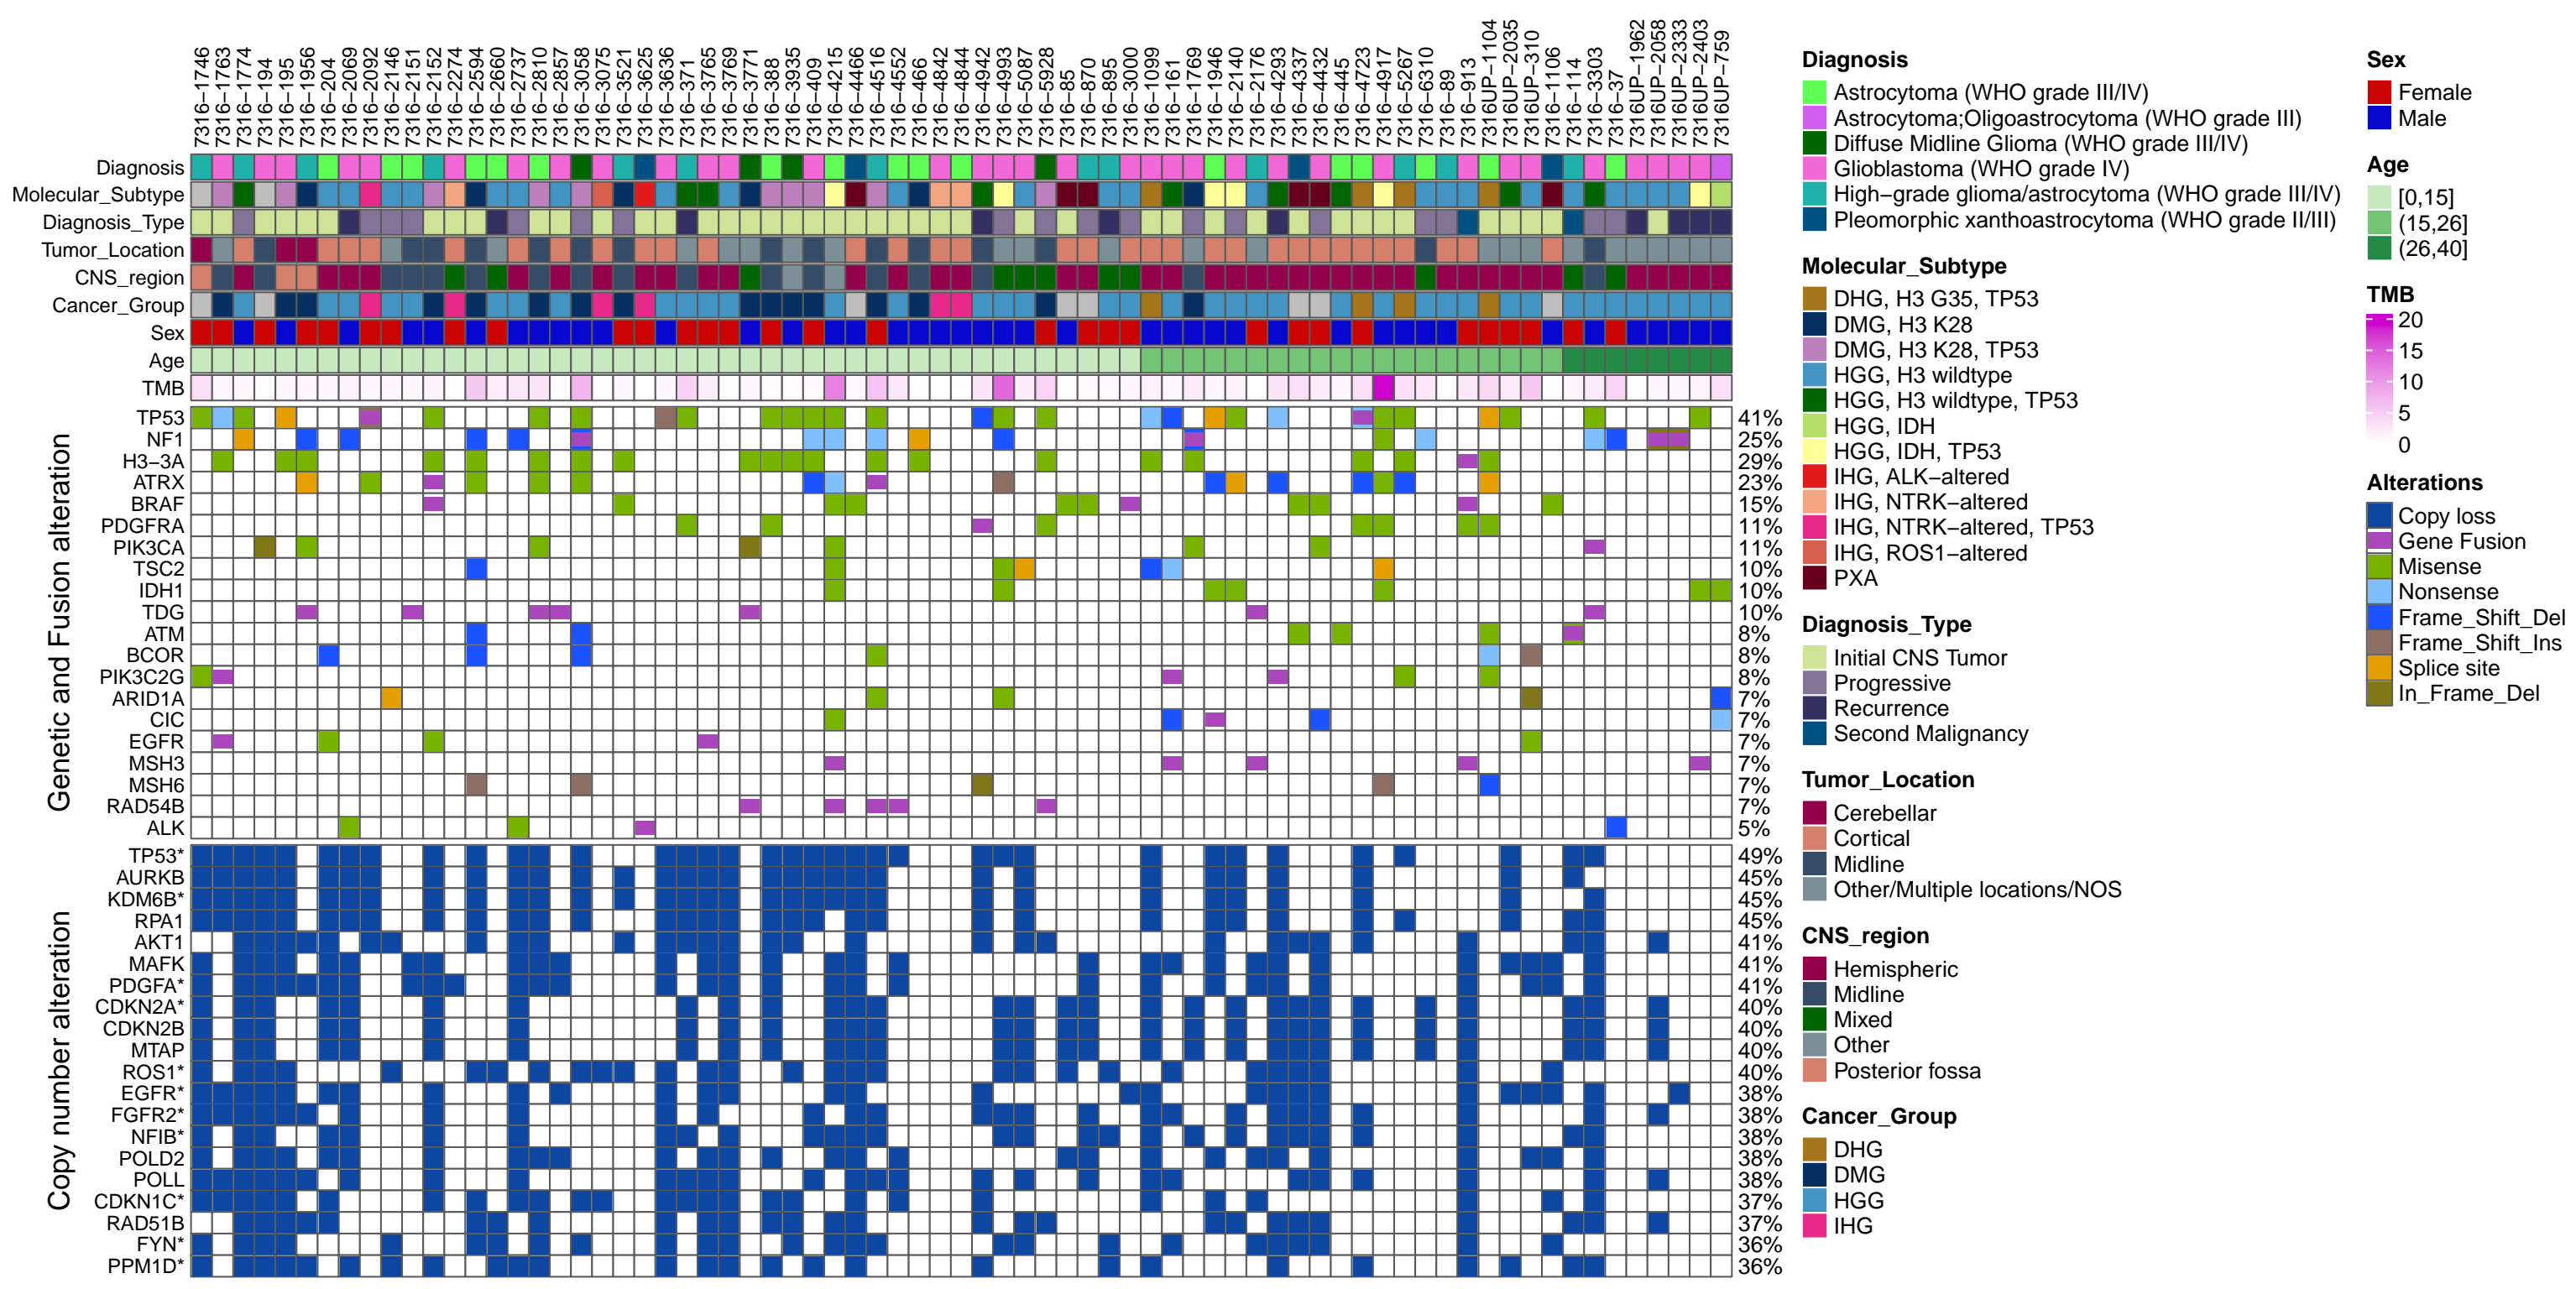 7316−1746
7316−1763
7316−1774
7316−194
7316−195
7316−1956
7316−204
7316−2069
7316−2092
7316−2146
7316−2151
7316−2152
7316−2274
7316−2594
7316−2660
7316−2737
7316−2810
7316−2857
7316−3058
7316−3075
7316−3521
7316−3625
7316−3636
7316−371
7316−3765
7316−3769
7316−3771
7316−388
7316−3935
7316−409
7316−4215
7316−4466
7316−4516
7316−4552
7316−466
7316−4842
7316−4844
7316−4942
7316−4993
7316−5087
7316−5928
7316−85
7316−870
7316−895
7316−3000
7316−1099
7316−161
7316−1769
7316−1946
7316−2140
7316−2176
7316−4293
7316−4337
7316−4432
7316−445
7316−4723
7316−4917
7316−5267
7316−6310
7316−89
7316−913
7316UP−1104
7316UP−2035
7316UP−310
7316−1106
7316−114
7316−3303
7316−37
7316UP−1962
7316UP−2058
7316UP−2333
7316UP−2403
7316UP−759
Diagnosis
Molecular_Subtype
Diagnosis_Type
Tumor_Location
CNS_region
Cancer_Group
Sex
Age
TMB
Genetic and Fusion alteration
TP53 41%
NF1 25%
H3−3A 29%
ATRX 23%
BRAF 15%
PDGFRA 11%
PIK3CA 11%
TSC2 10%
IDH1 10%
TDG 10%
ATM 8%
BCOR 8%
PIK3C2G 8%
ARID1A 7%
CIC 7%
EGFR 7%
MSH3 7%
MSH6 7%
RAD54B 7%
ALK 5%
Copy number alteration
TP53* 49%
AURKB 45%
KDM6B* 45%
RPA1 45%
AKT1 41%
MAFK 41%
PDGFA* 41%
CDKN2A* 40%
CDKN2B 40%
MTAP 40%
ROS1* 40%
EGFR* 38%
FGFR2* 38%
NFIB* 38%
POLD2 38%
POLL 38%
CDKN1C* 37%
RAD51B 37%
FYN* 36%
PPM1D* 36%
Diagnosis
Astrocytoma (WHO grade III/IV)
Astrocytoma;Oligoastrocytoma (WHO grade III)
Diffuse Midline Glioma (WHO grade III/IV)
Glioblastoma (WHO grade IV)
High−grade glioma/astrocytoma (WHO grade III/IV)
Pleomorphic xanthoastrocytoma (WHO grade II/III)
Molecular_Subtype
DHG, H3 G35, TP53
DMG, H3 K28
DMG, H3 K28, TP53
HGG, H3 wildtype
HGG, H3 wildtype, TP53
HGG, IDH
HGG, IDH, TP53
IHG, ALK−altered
IHG, NTRK−altered
IHG, NTRK−altered, TP53
IHG, ROS1−altered
PXA
Diagnosis_Type
Initial CNS Tumor
Progressive
Recurrence
Second Malignancy
Tumor_Location
Cerebellar
Cortical
Midline
Other/Multiple locations/NOS
CNS_region
Hemispheric
Midline
Mixed
Other
Posterior fossa
Cancer_Group
DHG
DMG
HGG
IHG
Sex
Female
Male
Age
[0,15]
(15,26]
(26,40]
TMB
20
15
10
5
0
Alterations
Copy loss
Gene Fusion
Misense
Nonsense
Frame_Shift_Del
Frame_Shift_Ins
Splice site
In_Frame_Del